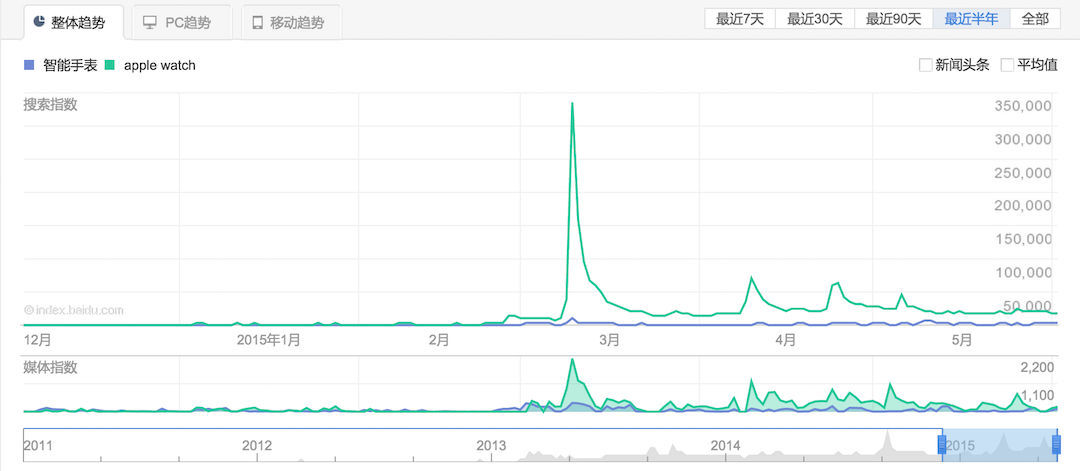 整体趋势 PC趋势 移动趋势 最近7天 最近30天 最近90天 最近半年 全部
智能手表 apple watch 新闻头条 平均值
搜索指数
350,000
300,000
250,000
200,000
150,000
100,000
50,000
©index.baidu.com
12月 2015年1月 2月 3月 4月 5月
媒体指数
2,200
1,100
2011 2012 2013 2014 2015